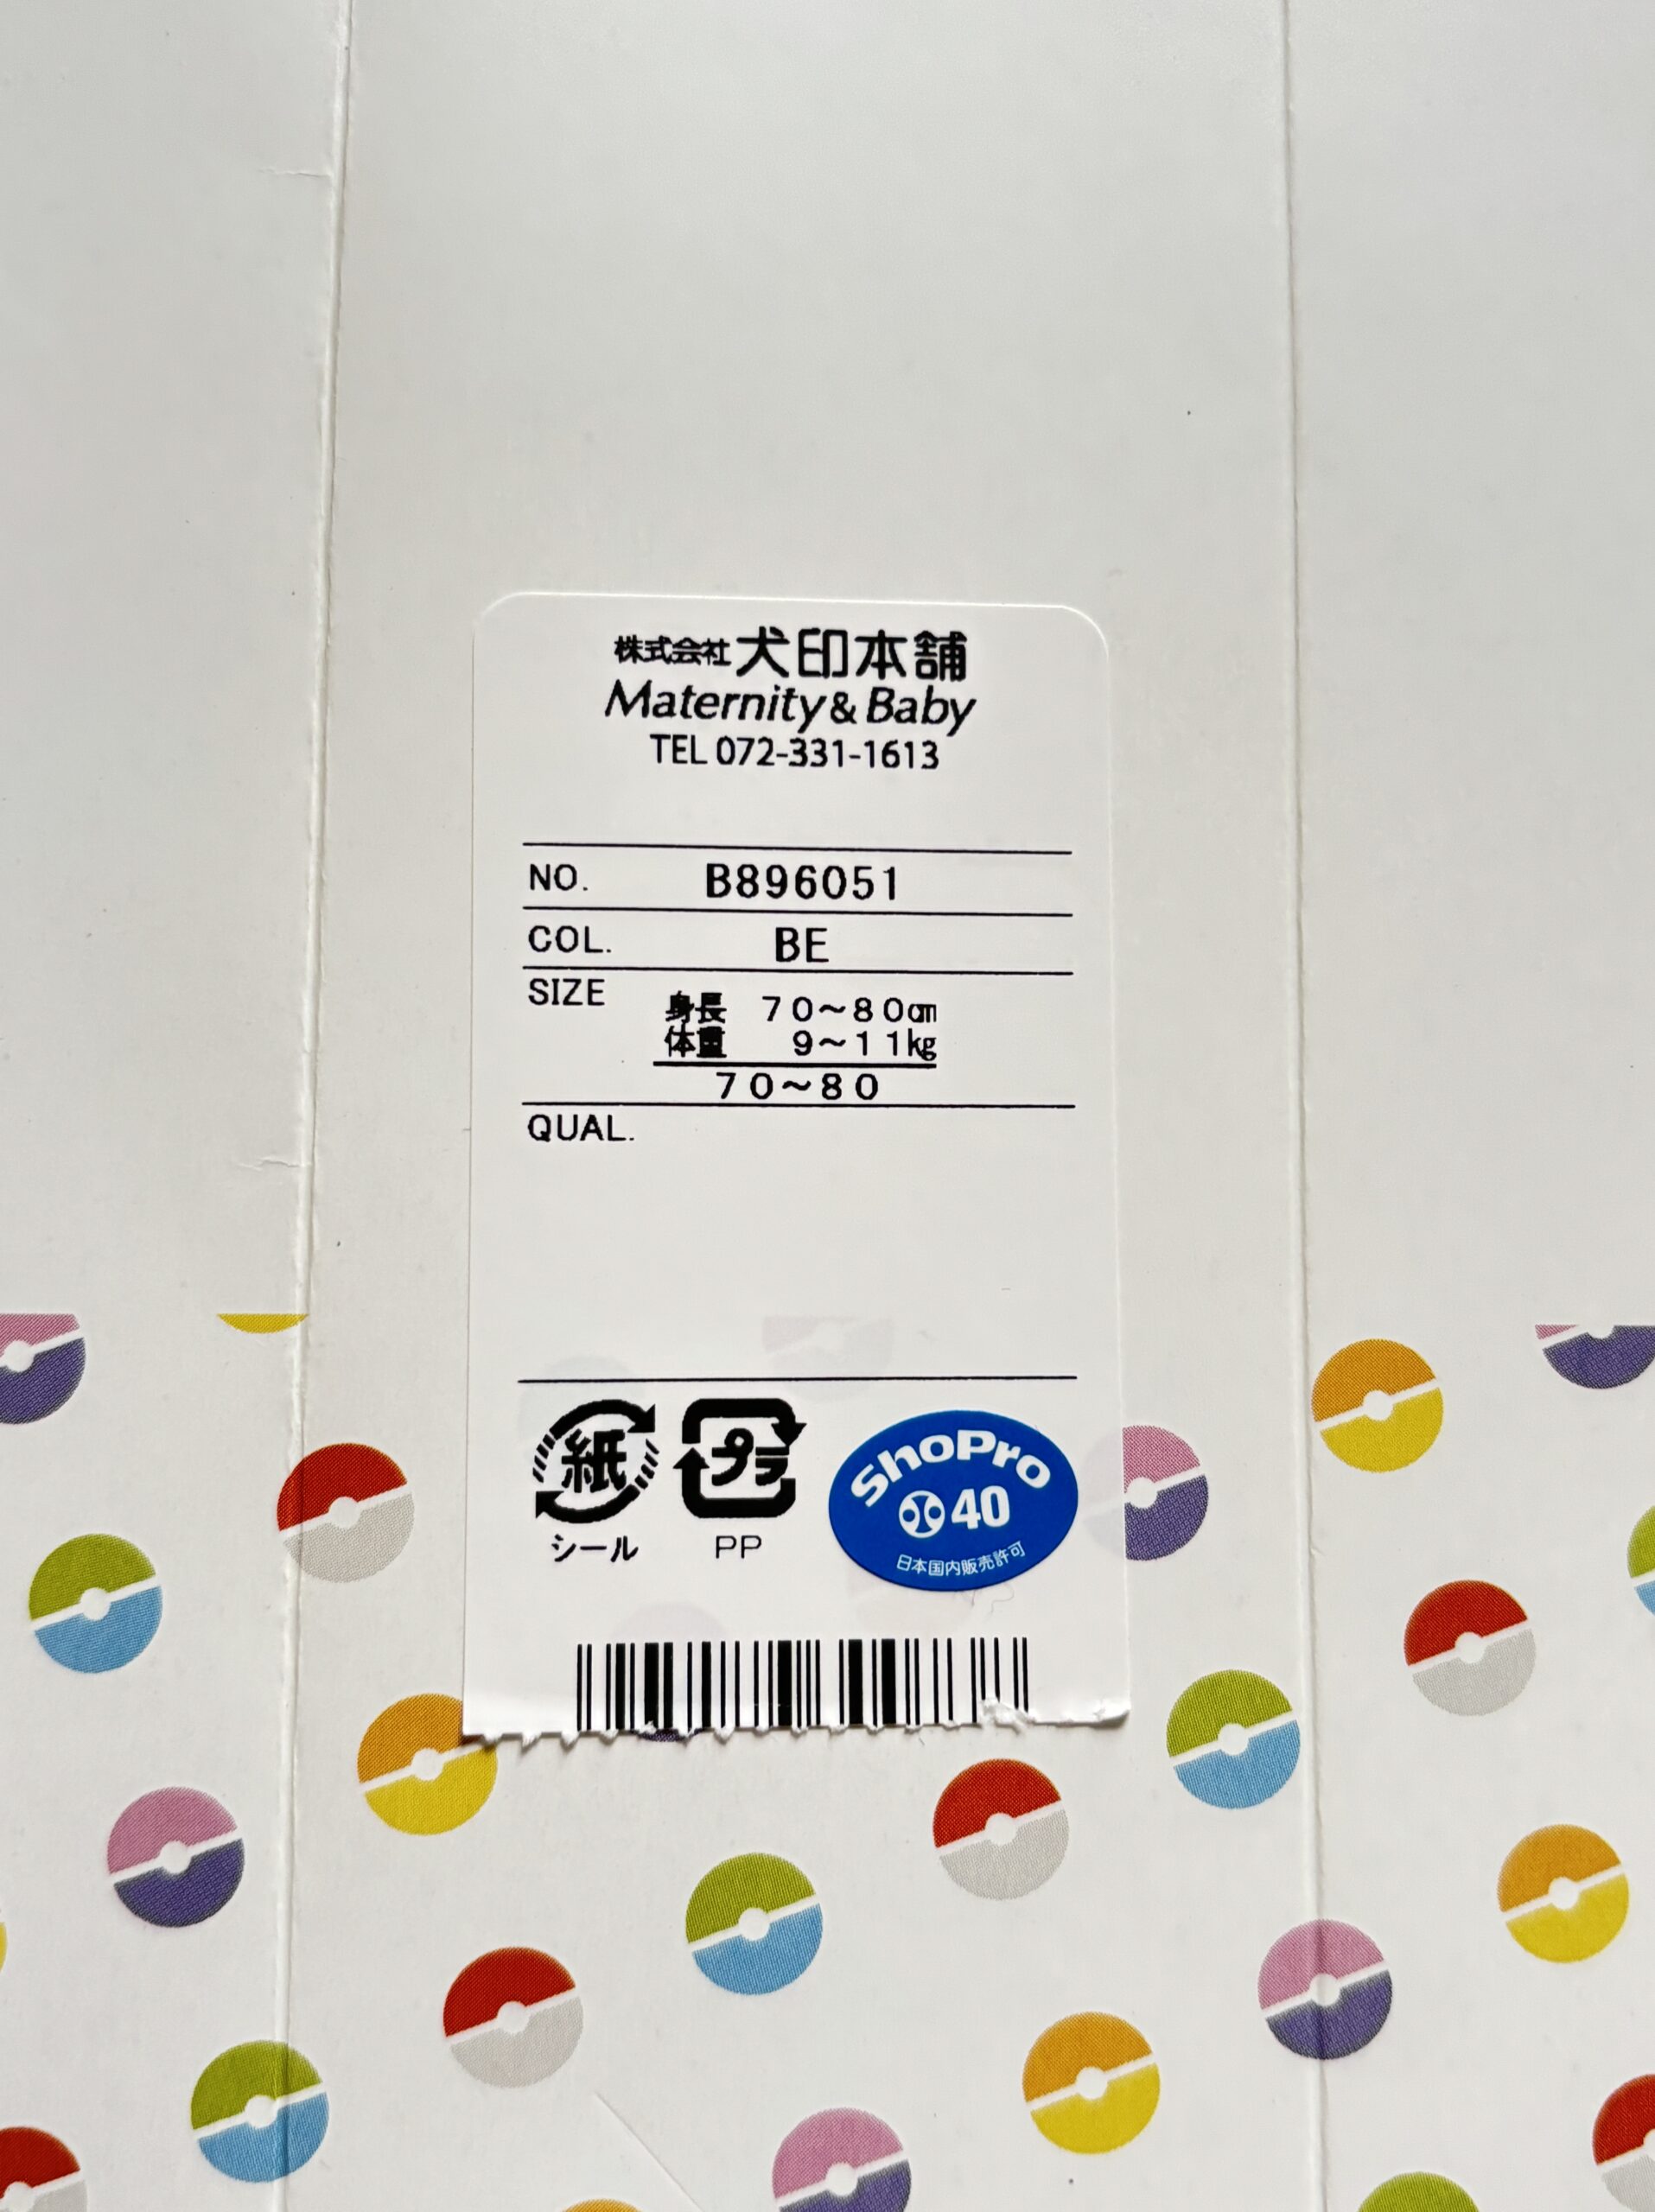 株式会社犬印本舗
Maternity & Baby
TEL 072-331-1613
NO. B896051
COL. BE
SIZE 身長 70～80㎝
体重 9～11㎏
70～80
QUAL.
紙 プラ
シール PP
ShoPro
40
日本国内販売許可